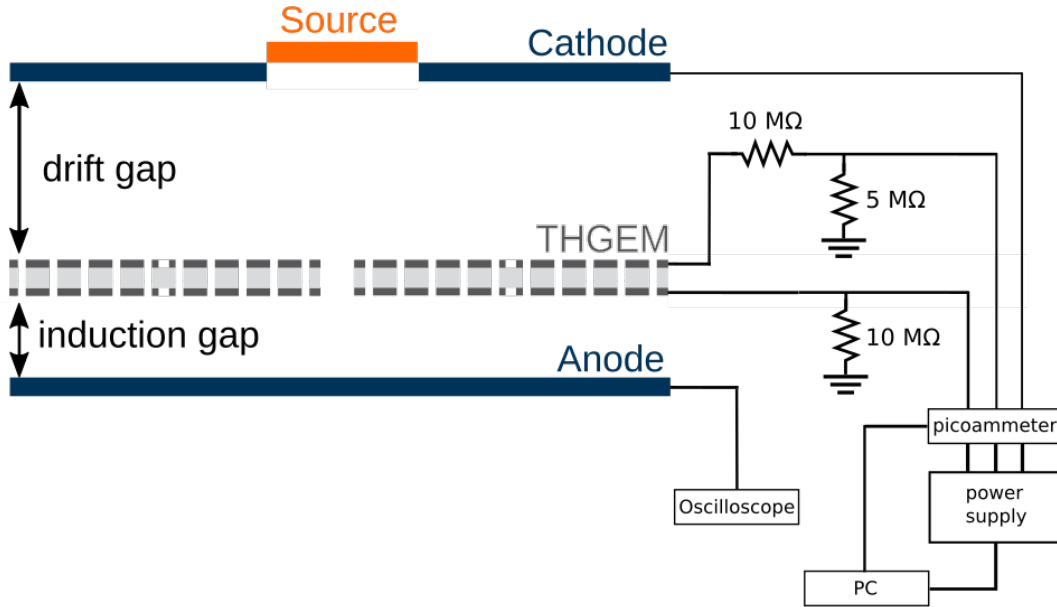 Source
Cathode
10 MΩ
drift gap
5 MΩ
THGEM
induction gap
10 MΩ
Anode
picoammeter
Oscilloscope
power
supply
PC